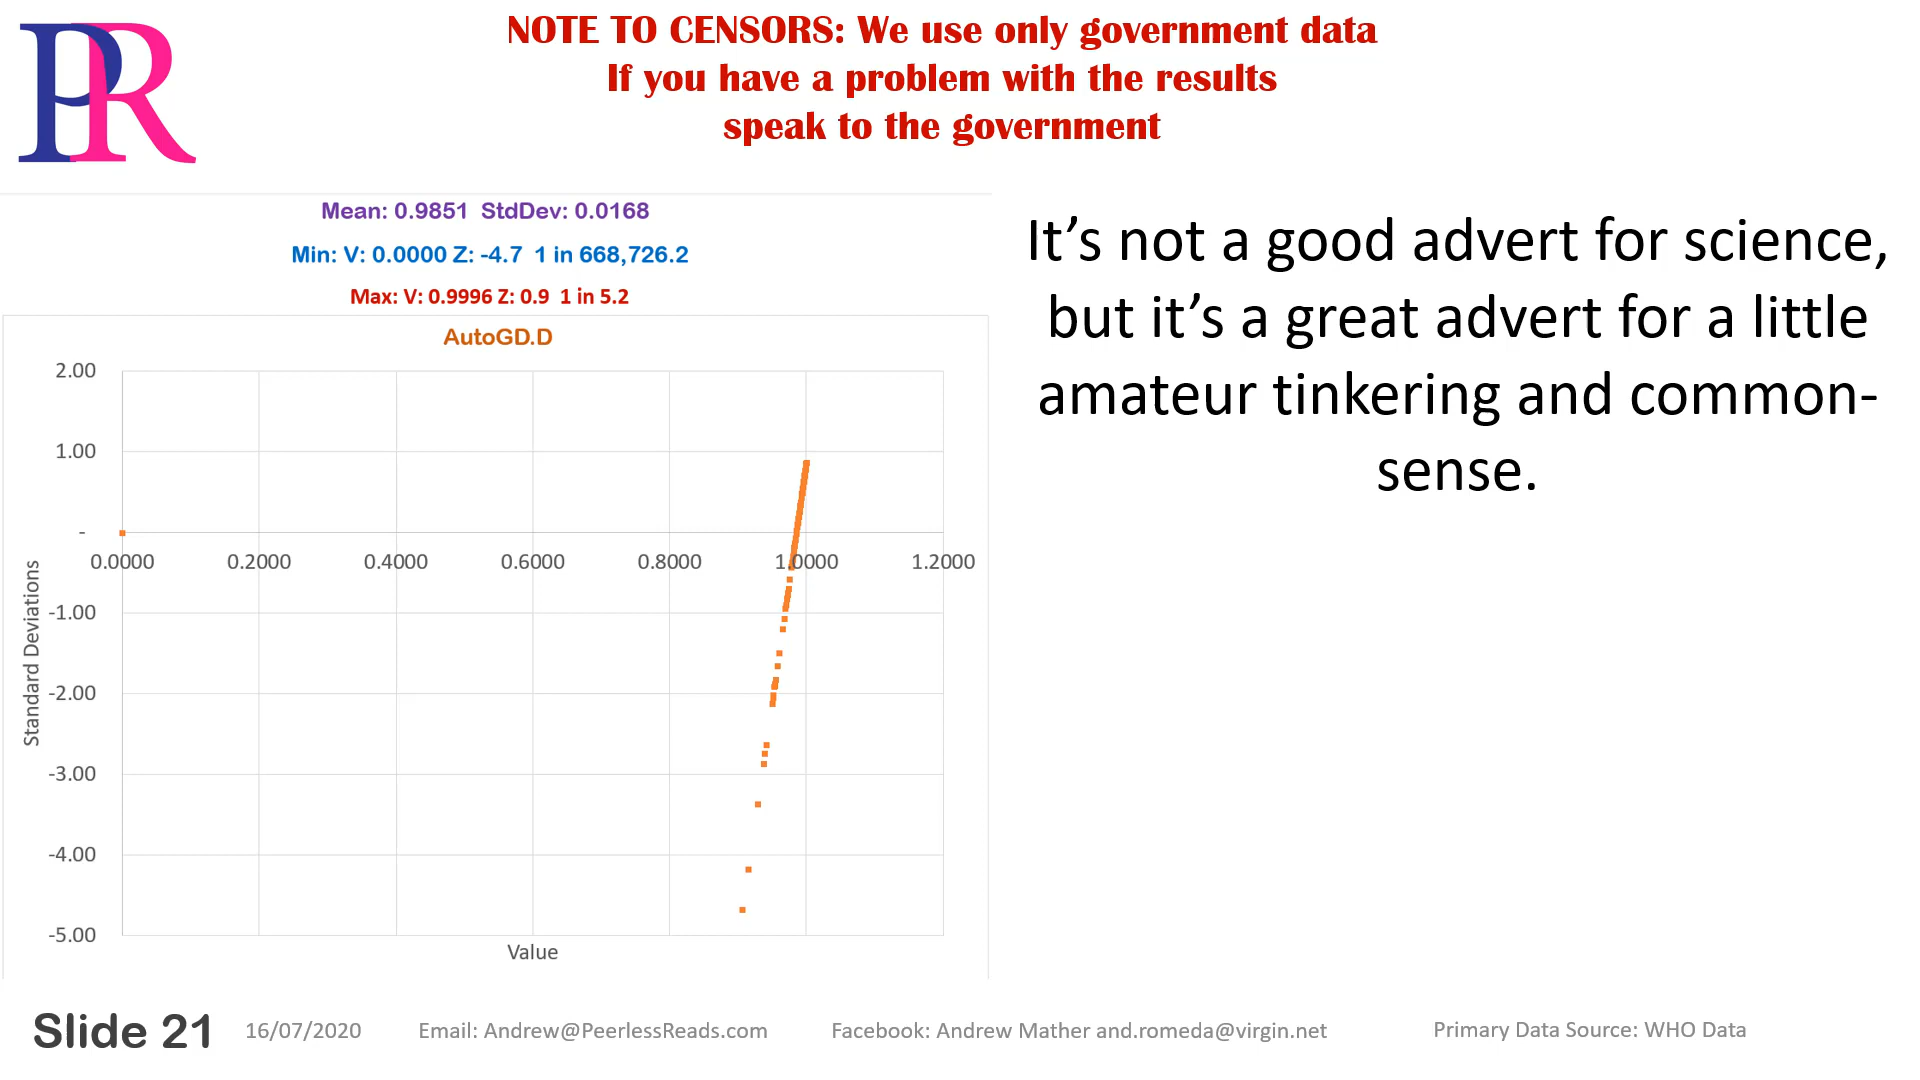 PR
NOTE TO CENSORS: We use only government data
If you have a problem with the results
speak to the government
Mean: 0.9851 StdDev: 0.0168
Min: V: 0.0000 Z: -4.7 1 in 668,726.2
Max: V: 0.9996 Z: 0.9 1 in 5.2
AutoGD.D
2.00
1.00
-
0.0000 0.2000 0.4000 0.6000 0.8000 1.0000 1.2000
-1.00
-2.00
-3.00
-4.00
-5.00
Standard Deviations
Value
It’s not a good advert for science,
but it’s a great advert for a little
amateur tinkering and common-
sense.
Slide 21 16/07/2020 Email: Andrew@PeerlessReads.com Facebook: Andrew Mather and.romeda@virgin.net Primary Data Source: WHO Data